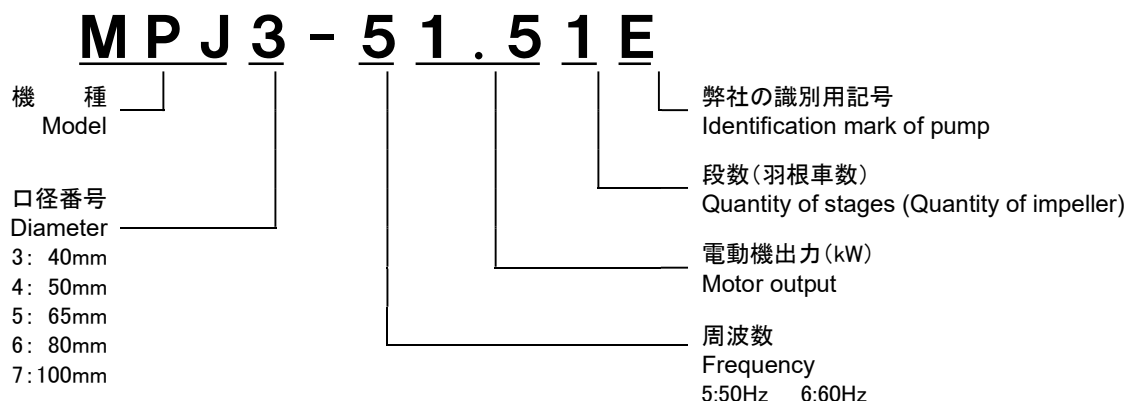 MPJ3-51.51E
機　種
Model
口径番号
Diameter
3: 40mm
4: 50mm
5: 65mm
6: 80mm
7:100mm
弊社の識別用記号
Identification mark of pump
段数(羽根車数)
Quantity of stages (Quantity of impeller)
電動機出力(kW)
Motor output
周波数
Frequency
5:50Hz 6:60Hz